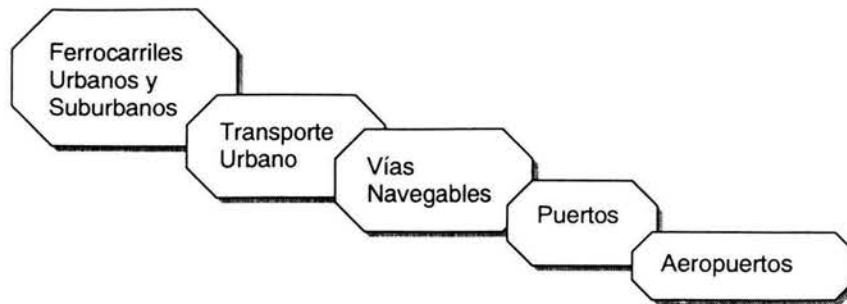 Ferrocarriles
Urbanos y
Suburbanos
Transporte
Urbano
Vías
Navegables
Puertos
Aeropuertos